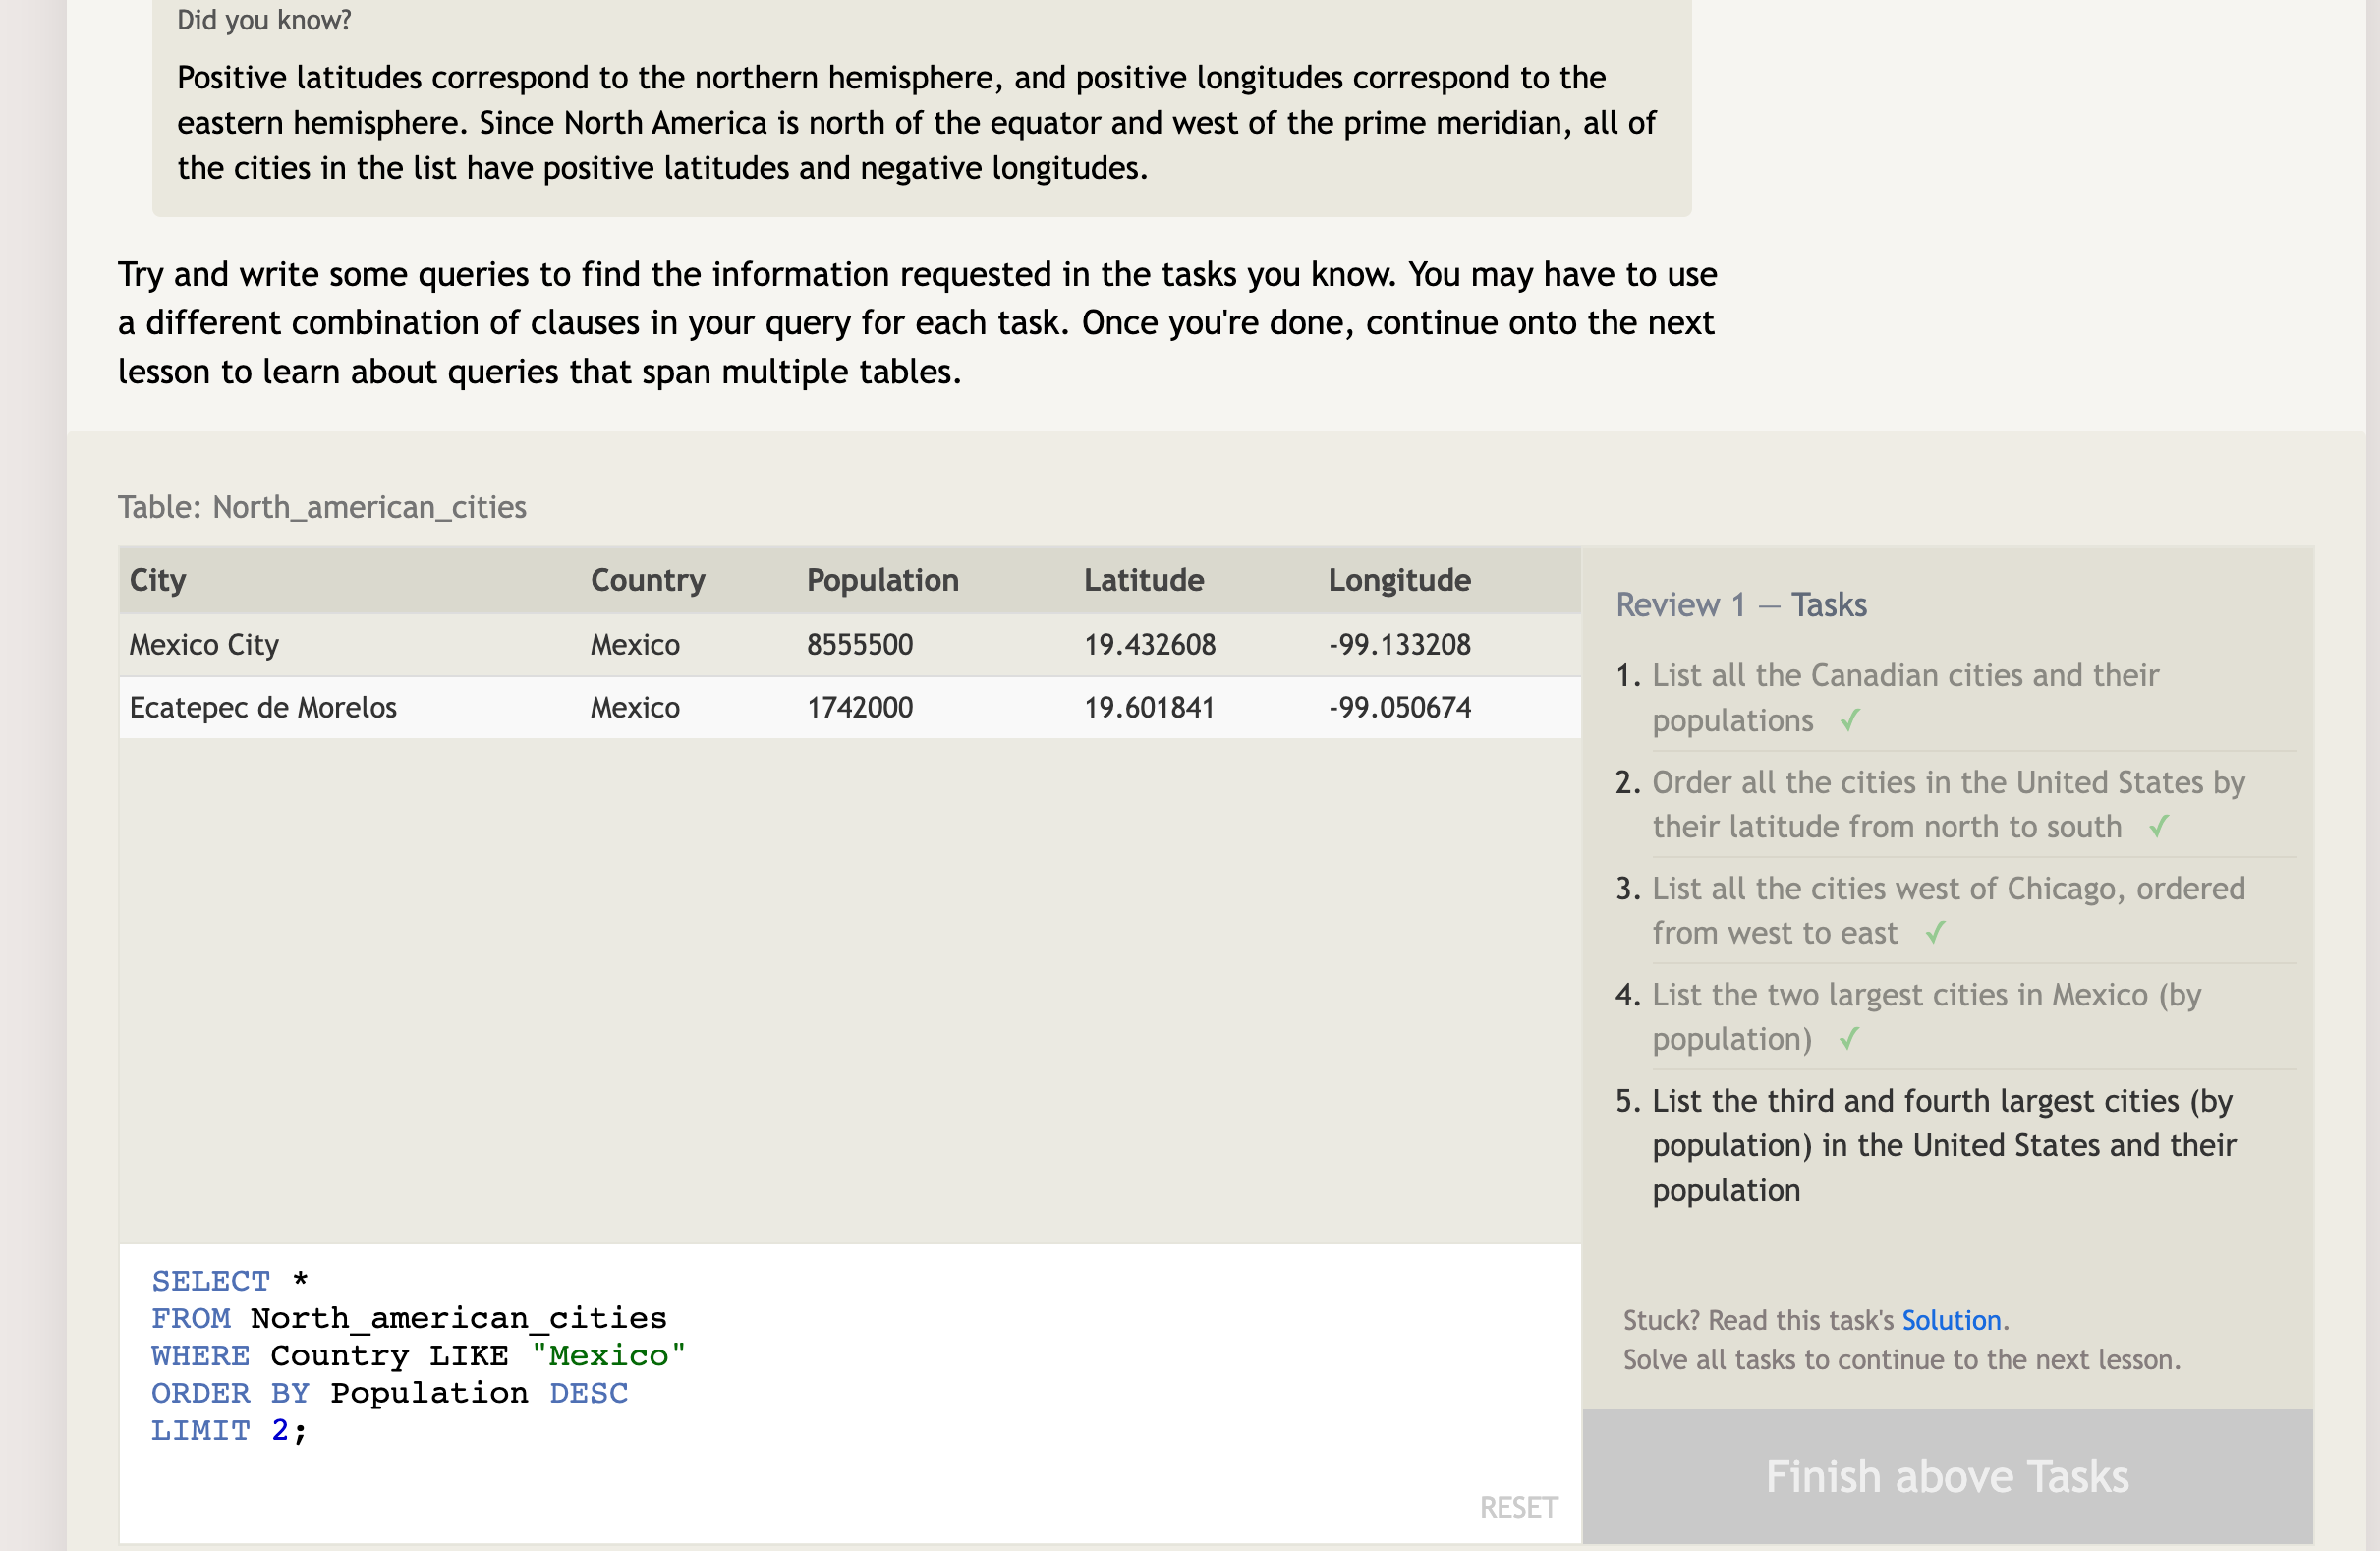 Did you know?
Positive latitudes correspond to the northern hemisphere, and positive longitudes correspond to the
eastern hemisphere. Since North America is north of the equator and west of the prime meridian, all of
the cities in the list have positive latitudes and negative longitudes.
Try and write some queries to find the information requested in the tasks you know. You may have to use
a different combination of clauses in your query for each task. Once you're done, continue onto the next
lesson to learn about queries that span multiple tables.
Table: North_american_cities
City Country Population Latitude Longitude
Mexico City Mexico 8555500 19.432608 -99.133208
Ecatepec de Morelos Mexico 1742000 19.601841 -99.050674
SELECT *
FROM North_american_cities
WHERE Country LIKE "Mexico"
ORDER BY Population DESC
LIMIT 2;
RESET
Review 1 — Tasks
1. List all the Canadian cities and their
populations ✓
2. Order all the cities in the United States by
their latitude from north to south ✓
3. List all the cities west of Chicago, ordered
from west to east ✓
4. List the two largest cities in Mexico (by
population) ✓
5. List the third and fourth largest cities (by
population) in the United States and their
population
Stuck? Read this task's Solution.
Solve all tasks to continue to the next lesson.
Finish above Tasks